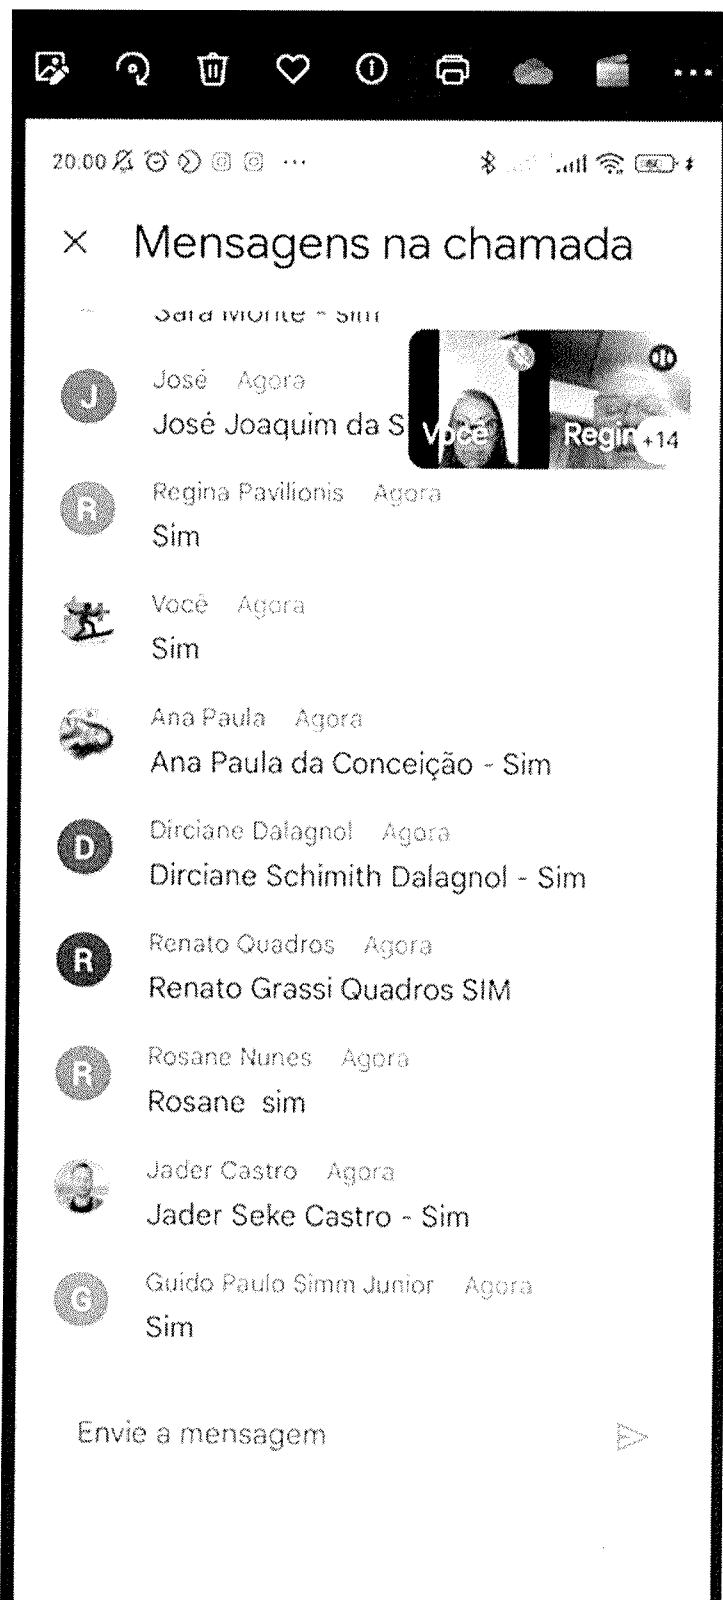 20:00
Mensagens na chamada
Sara Monte - sim
José Agora
José Joaquim da S
Você
Regin
+14
Regina Pavilionis Agora
Sim
Você Agora
Sim
Ana Paula Agora
Ana Paula da Conceição - Sim
Dirciane Dalagnol Agora
Dirciane Schimith Dalagnol - Sim
Renato Quadros Agora
Renato Grassi Quadros SIM
Rosane Nunes Agora
Rosane sim
Jader Castro Agora
Jader Seke Castro - Sim
Guido Paulo Simm Junior Agora
Sim
Envie a mensagem